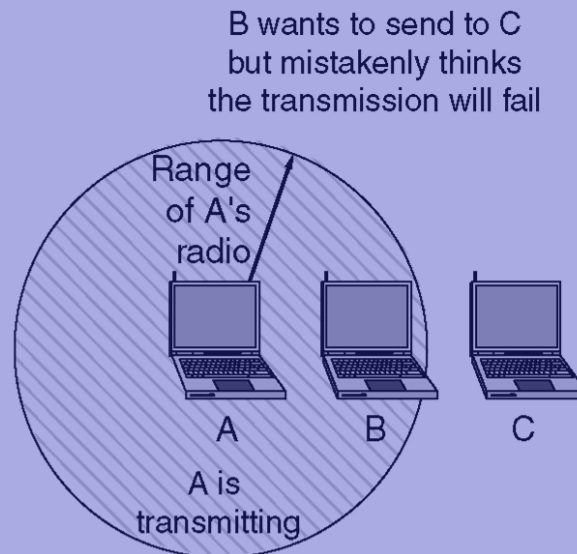 B wants to send to C
but mistakenly thinks
the transmission will fail
Range
of A's
radio
A
B
C
A is
transmitting